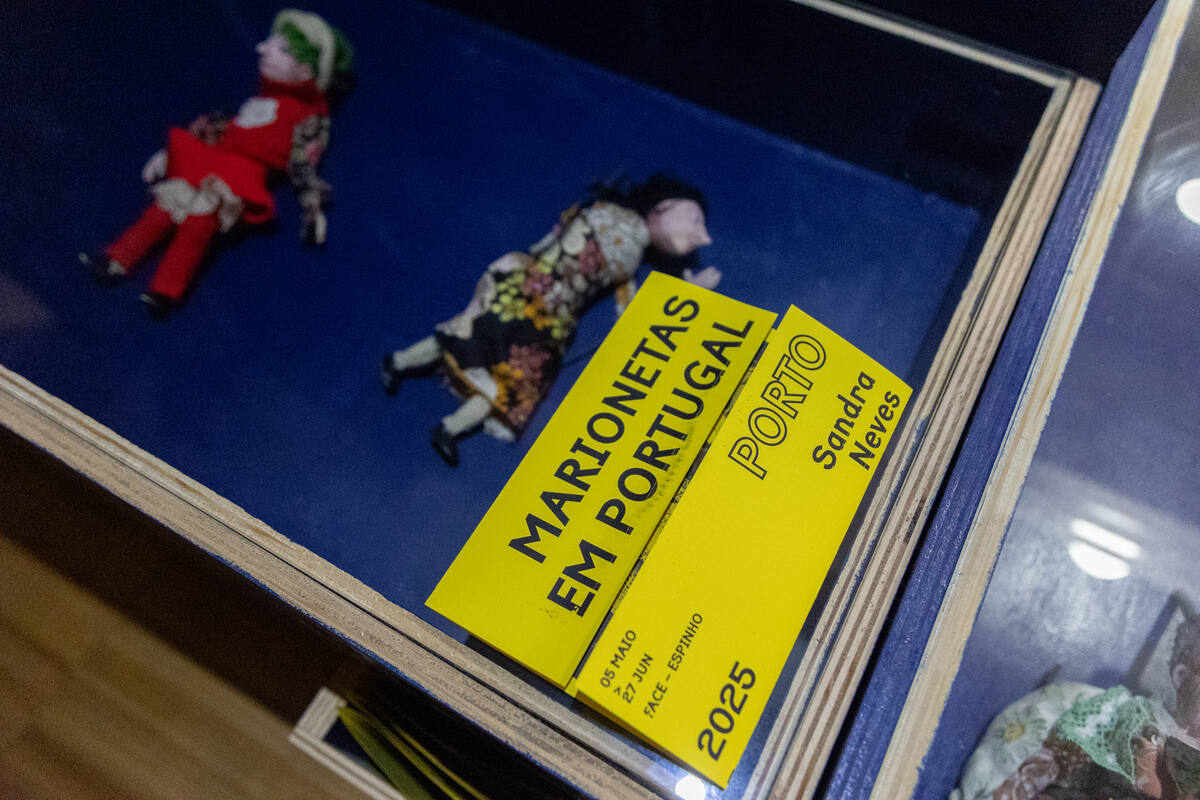 MARIONETAS
EM PORTUGAL
PORTO
Sandra
Neves
05 MAIO
>
27 JUN
FACE – ESPINHO
2025